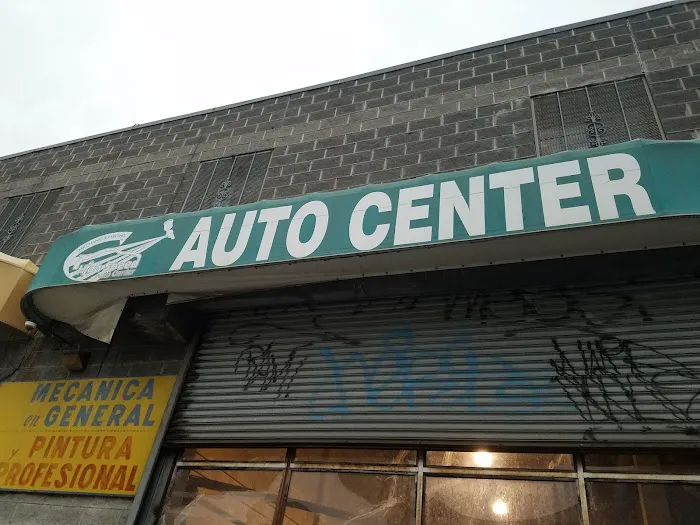 AUTO CENTER
MECANICA
en GENERAL
y PINTURA
PROFESIONAL